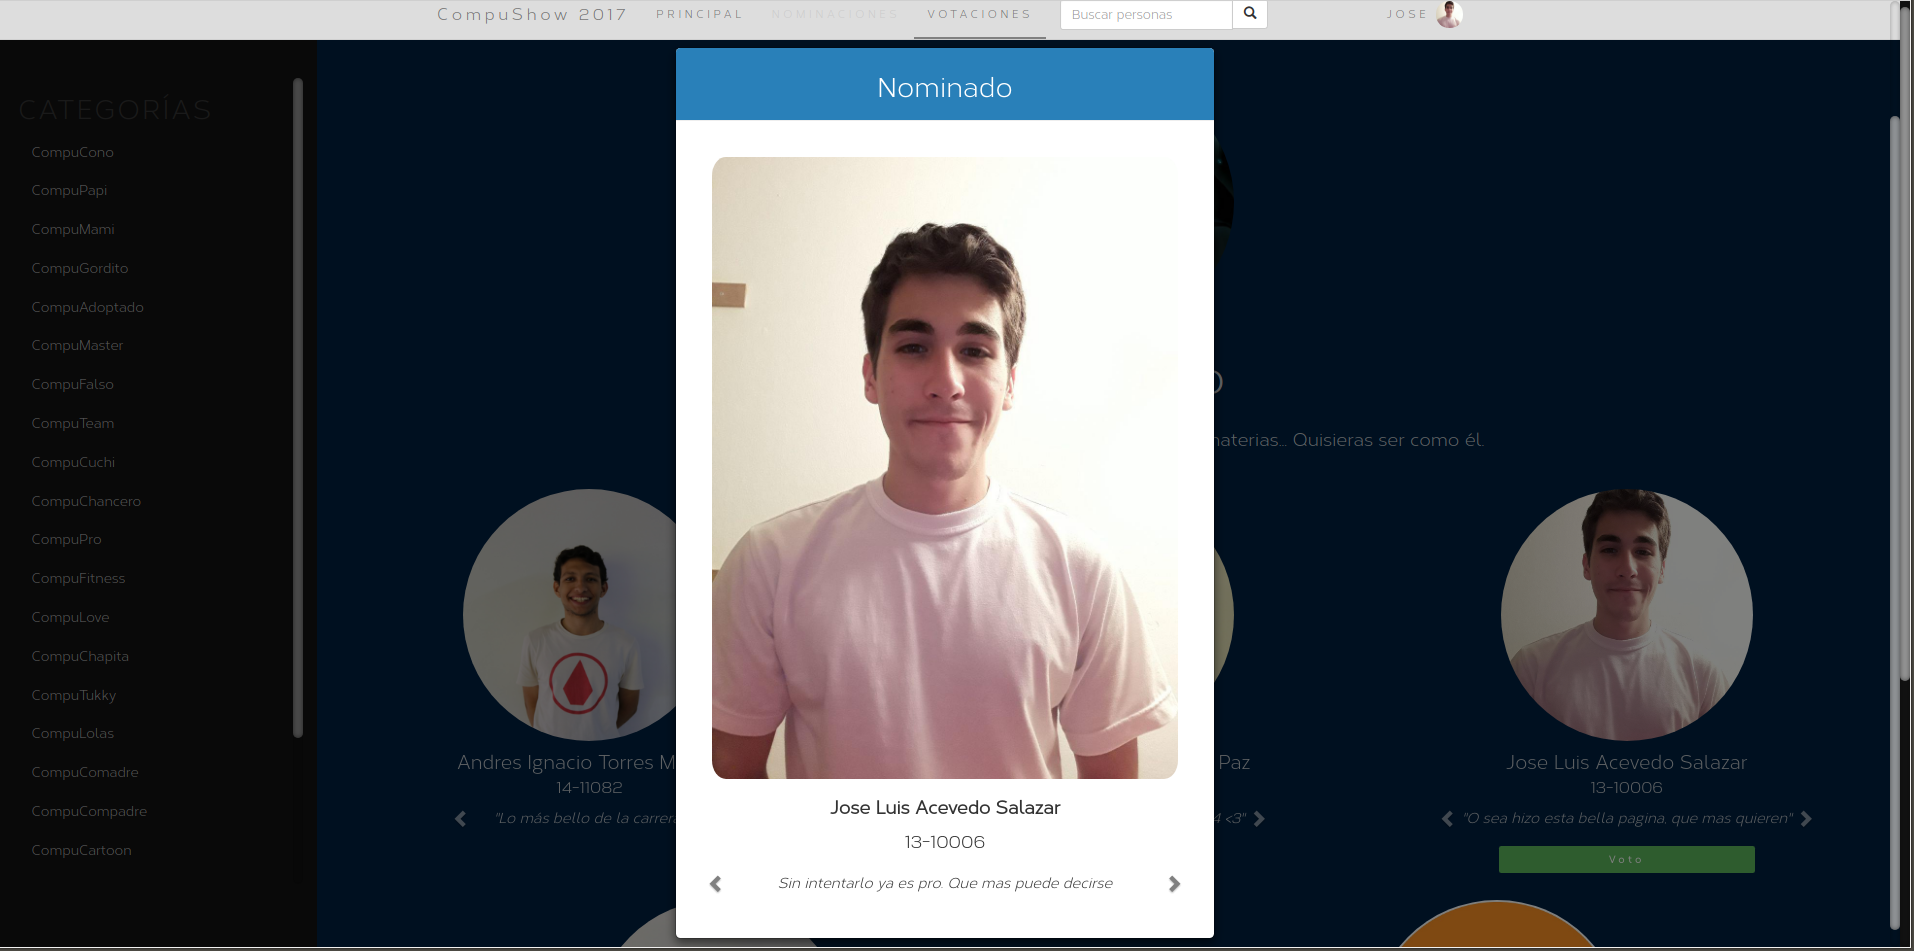 CompuShow 2017
PRINCIPAL
NOMINACIONES
VOTACIONES
Buscar personas
JOSE
CATEGORÍAS
CompuCono
CompuPapi
CompuMami
CompuGordito
CompuAdoptado
CompuMaster
CompuFalso
CompuTeam
CompuCuchi
CompuChancero
CompuPro
CompuFitness
CompuLove
CompuChapita
CompuTukky
CompuLolas
CompuComadre
CompuCompadre
CompuCartoon
Nominado
Jose Luis Acevedo Salazar
13-10006
Sin intentarlo ya es pro. Que mas puede decirse
Quisieras ser como él.
Andres Ignacio Torres M
14-11082
"Lo más bello de la carrera
Paz
4 <3"
Jose Luis Acevedo Salazar
13-10006
"O sea hizo esta bella pagina, que mas quieren"
Voto